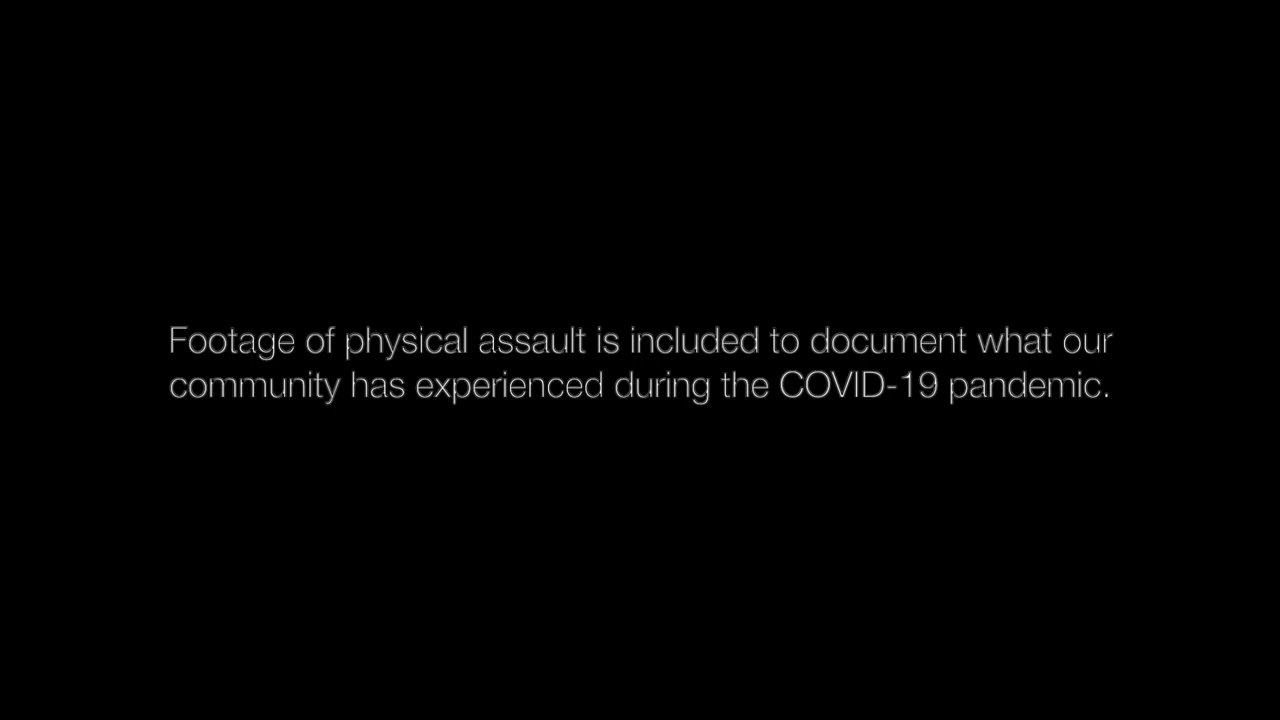 Footage of physical assault is included to document what our
community has experienced during the COVID-19 pandemic.